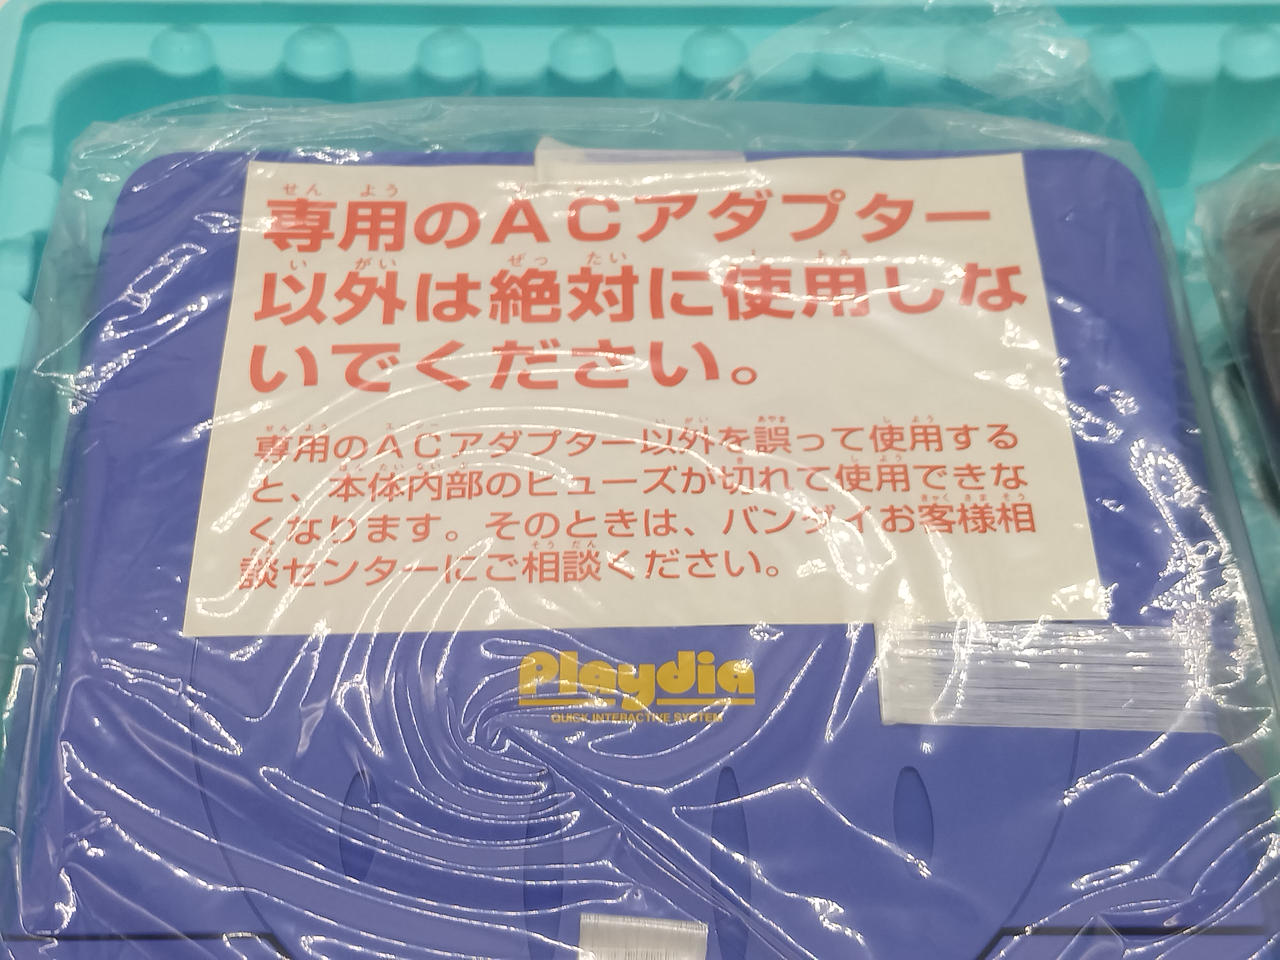 専用のACアダプター
以外は絶対に使用しな
いでください。
専用のACアダプター以外を誤って使用する
と、本体内部のヒューズが切れて使用できな
くなります。そのときは、バンダイお客様相
談センターにご相談ください。
Playdia
QUICK INTERACTIVE SYSTEM